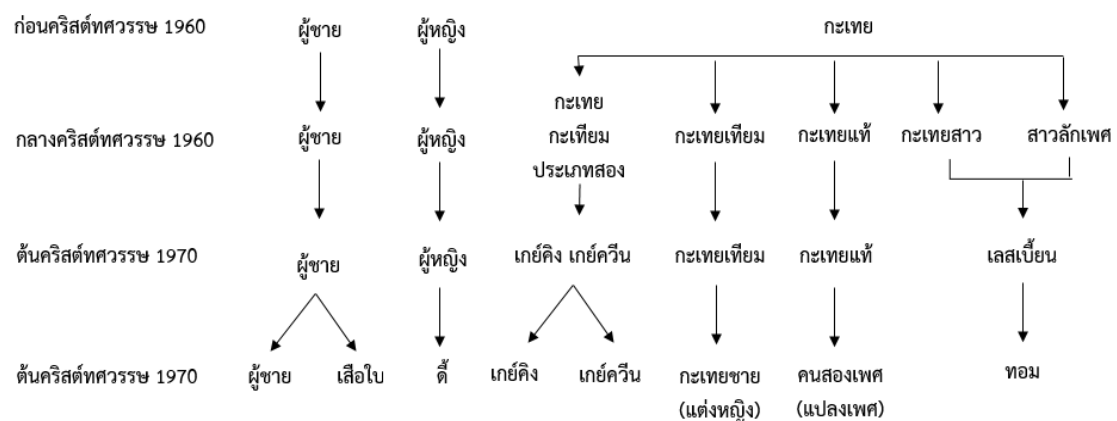 ก่อนคริสต์ทศวรรษ 1960 ผู้ชาย ผู้หญิง กะเทย
กะเทย
กลางคริสต์ทศวรรษ 1960 ผู้ชาย ผู้หญิง กะเทียม กะเทยเทียม กะเทยแท้ กะเทยสาว สาวลักเพศ
ประเภทสอง
ต้นคริสต์ทศวรรษ 1970 ผู้ชาย ผู้หญิง เกย์คิง เกย์ควีน กะเทยเทียม กะเทยแท้ เลสเบี้ยน
ต้นคริสต์ทศวรรษ 1970 ผู้ชาย เสือใบ ดี้ เกย์คิง เกย์ควีน กะเทยชาย คนสองเพศ ทอม
(แต่งหญิง) (แปลงเพศ)